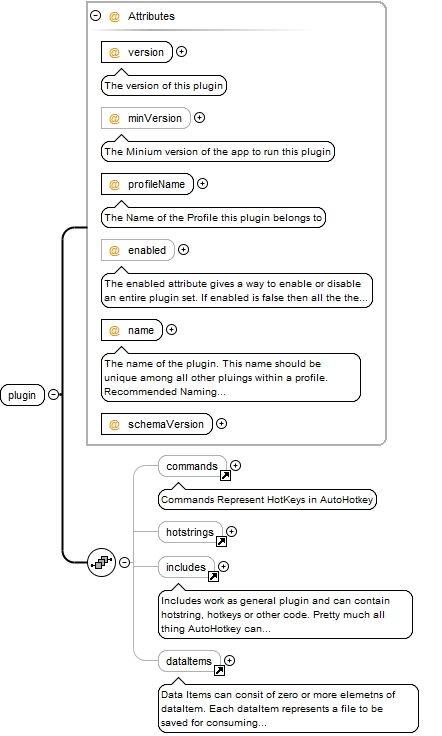 @ Attributes
@ version
The version of this plugin
@ minVersion
The Minium version of the app to run this plugin
@ profileName
The Name of the Profile this plugin belongs to
@ enabled
The enabled attribute gives a way to enable or disable
an entire plugin set. If enabled is false then all the the...
@ name
The name of the plugin. This name should be
unique among all other pluings within a profile.
Recommended Naming...
plugin
@ schemaVersion
commands
Commands Represent HotKeys in AutoHotkey
hotstrings
includes
Includes work as general plugin and can contain
hotstring, hotkeys or other code. Pretty much all
thing AutoHotkey can...
dataItems
Data Items can consit of zero or more elemetns of
dataItem. Each dataItem represents a file to be
saved for consuming...